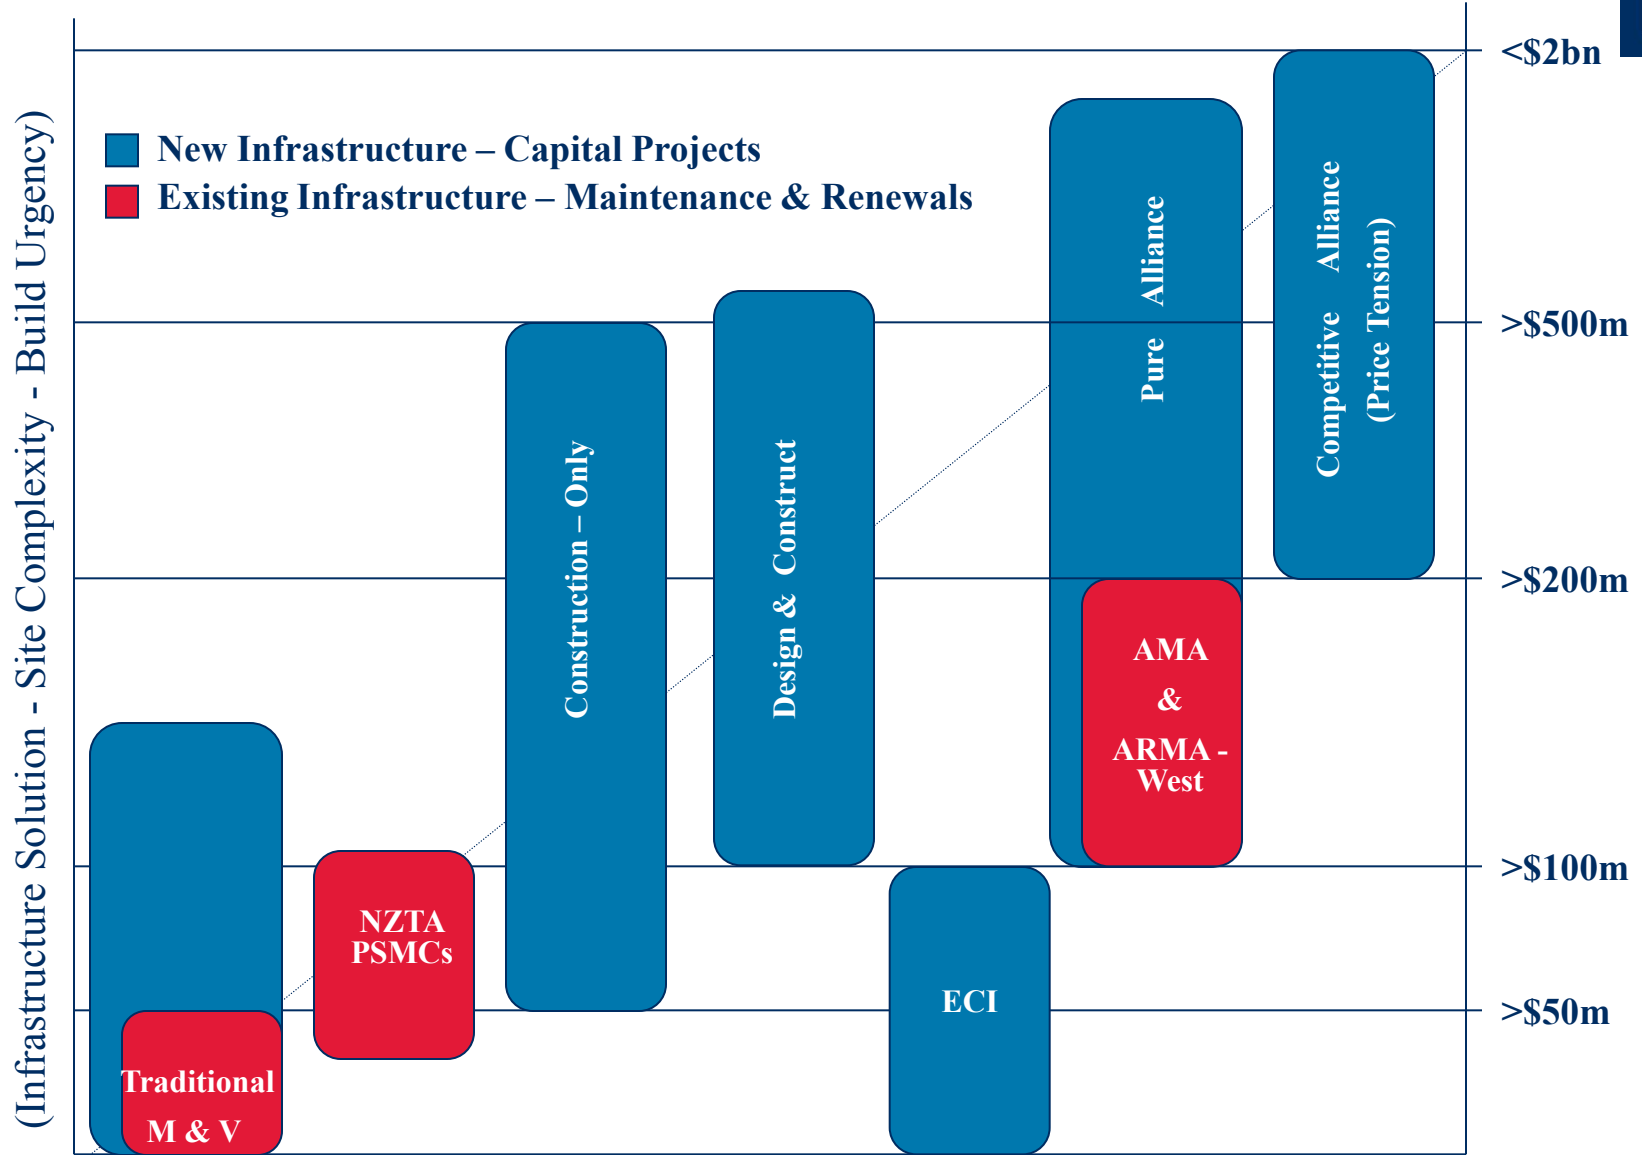 (Infrastructure Solution - Site Complexity - Build Urgency)
New Infrastructure – Capital Projects
Existing Infrastructure – Maintenance & Renewals
Traditional
M & V
NZTA
PSMCs
Construction – Only
Design & Construct
ECI
Pure Alliance
AMA
&
ARMA -
West
Competitive Alliance
(Price Tension)
<$2bn
>$500m
>$200m
>$100m
>$50m